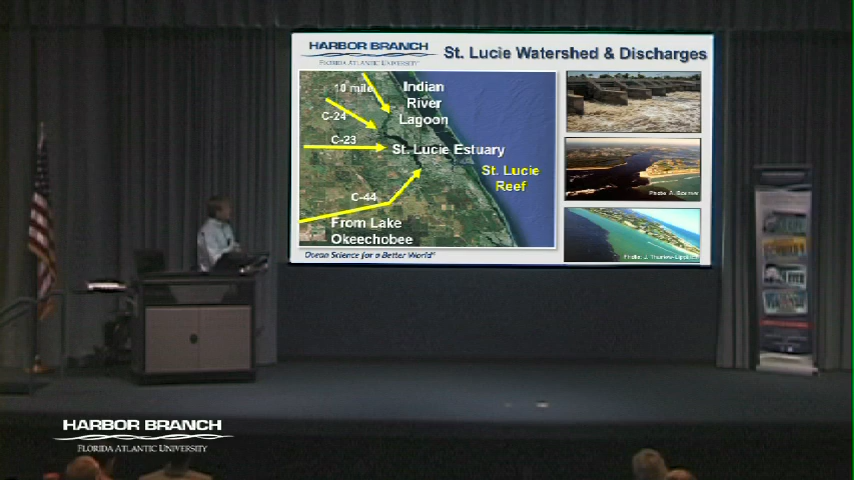 HARBOR BRANCH
FLORIDA ATLANTIC UNIVERSITY
St. Lucie Watershed & Discharges
10 mile
Indian
River
Lagoon
C-24
C-23
St. Lucie Estuary
St. Lucie
Reef
C-44
From Lake
Okeechobee
Ocean Science for a Better World®
HARBOR BRANCH
FLORIDA ATLANTIC UNIVERSITY